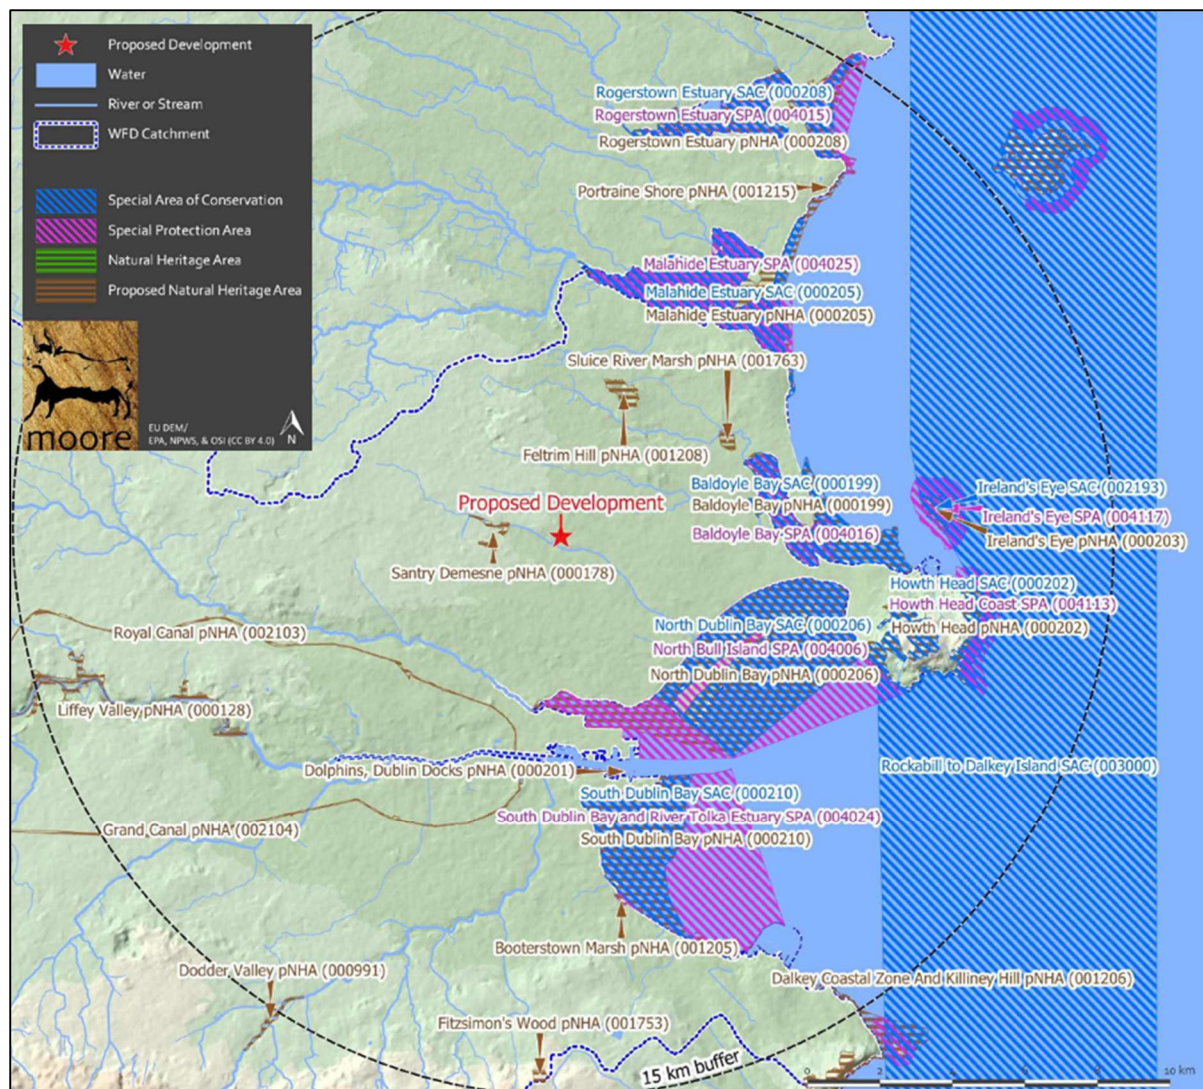 Proposed Development
Water
River or Stream
WFD Catchment
Special Area of Conservation
Special Protection Area
Natural Heritage Area
Proposed Natural Heritage Area
moore
EU DEM/
EPA, NPWS, & OSI (CC BY 4.0)
N
Rogerstown Estuary SAC (000208)
Rogerstown Estuary SPA (004015)
Rogerstown Estuary pNHA (000208)
Portraine Shore pNHA (001215)
Malahide Estuary SPA (004025)
Malahide Estuary SAC (000205)
Malahide Estuary pNHA (000205)
Sluice River Marsh pNHA (001763)
Feltrim Hill pNHA (001208)
Baldoyle Bay SAC (000199)
Baldoyle Bay pNHA (000199)
Baldoyle Bay SPA (004016)
Ireland's Eye SAC (002193)
Ireland's Eye SPA (004117)
Ireland's Eye pNHA (000203)
Proposed Development
Santry Demesne pNHA (000178)
Howth Head SAC (000202)
Howth Head Coast SPA (004113)
Howth Head pNHA (000202)
North Dublin Bay SAC (000206)
North Bull Island SPA (004006)
North Dublin Bay pNHA (000206)
Royal Canal pNHA (002103)
Liffey Valley pNHA (000128)
Dolphins, Dublin Docks pNHA (000201)
Rockabill to Dalkey Island SAC (003000)
South Dublin Bay SAC (000210)
South Dublin Bay and River Tolka Estuary SPA (004024)
South Dublin Bay pNHA (000210)
Grand Canal pNHA (002104)
Booterstown Marsh pNHA (001205)
Dodder Valley pNHA (000991)
Dalkey Coastal Zone And Killiney Hill pNHA (001206)
Fitzsimon's Wood pNHA (001753)
15 km buffer
0 2 4 6 8 10 km